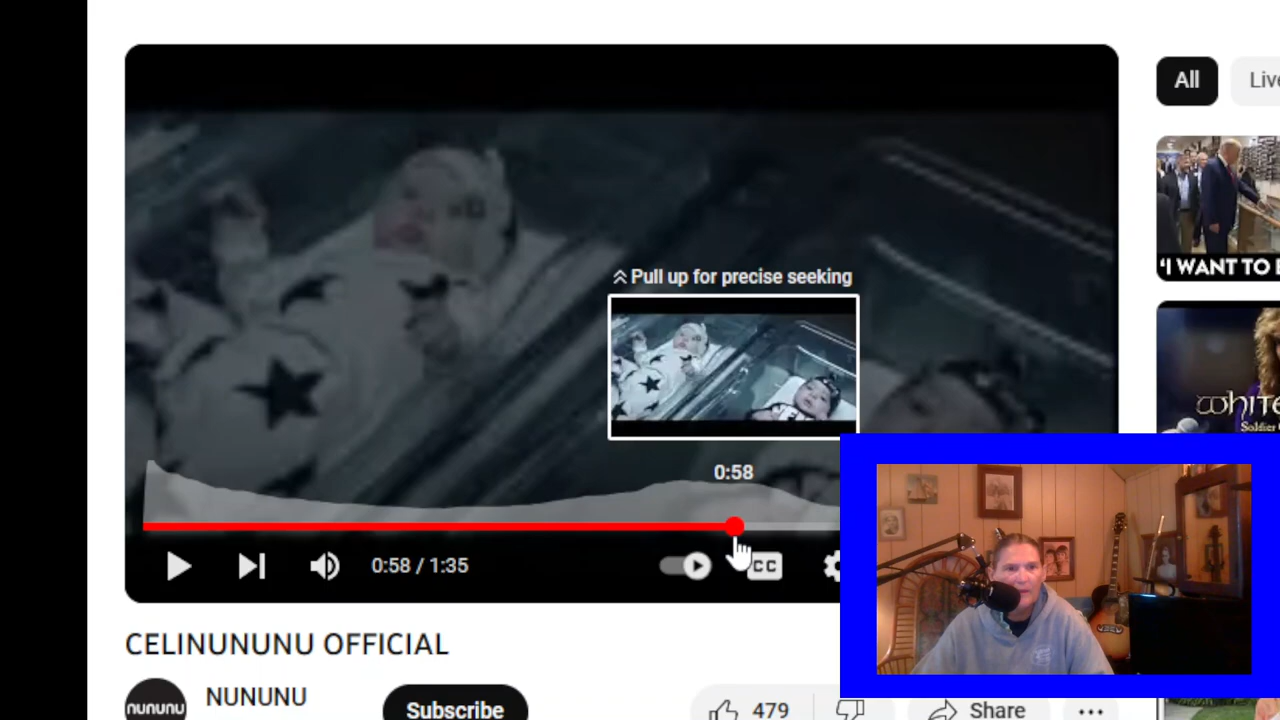 All
Live
Pull up for precise seeking
'I WANT TO
0:58
WHITE
Soldier
0:58 / 1:35
CC
CELINUNUNU OFFICIAL
nununu
NUNUNU
Subscribe
479
Share